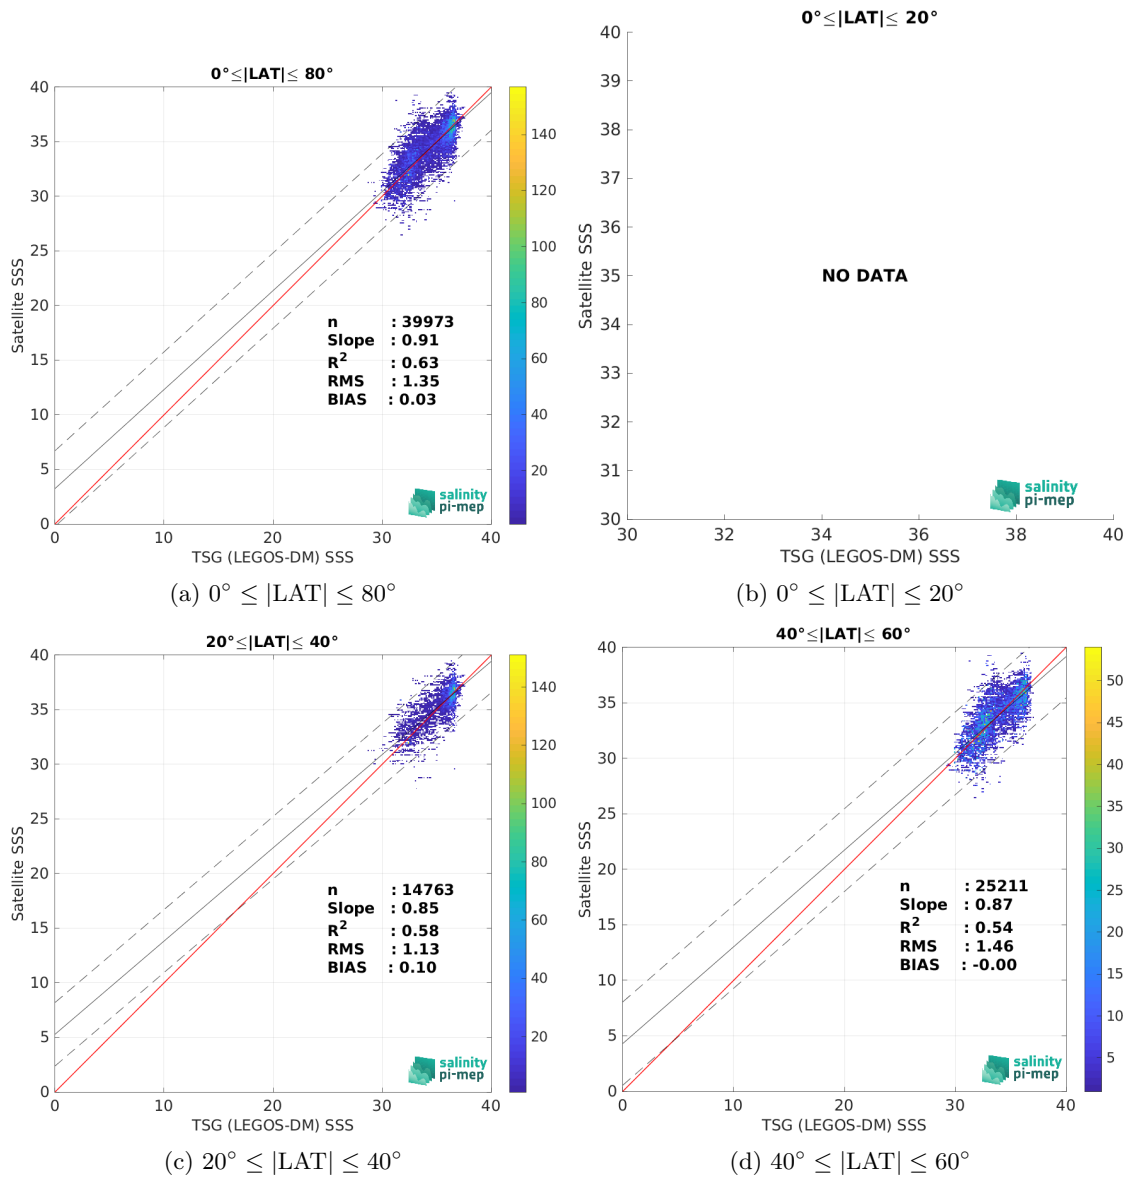 0°≤|LAT|≤ 80°
40
35
30
25
20
15
10
5
0
Satellite SSS
n : 39973
Slope : 0.91
R² : 0.63
RMS : 1.35
BIAS : 0.03
salinity
pi-mep
0 10 20 30 40
TSG (LEGOS-DM) SSS
140
120
100
80
60
40
20
(a) 0° ≤ |LAT| ≤ 80°
0°≤|LAT|≤ 20°
40
39
38
37
36
35
34
33
32
31
30
Satellite SSS
NO DATA
salinity
pi-mep
30 32 34 36 38 40
TSG (LEGOS-DM) SSS
(b) 0° ≤ |LAT| ≤ 20°
20°≤|LAT|≤ 40°
40
35
30
25
20
15
10
5
0
Satellite SSS
n : 14763
Slope : 0.85
R² : 0.58
RMS : 1.13
BIAS : 0.10
salinity
pi-mep
0 10 20 30 40
TSG (LEGOS-DM) SSS
140
120
100
80
60
40
20
(c) 20° ≤ |LAT| ≤ 40°
40°≤|LAT|≤ 60°
40
35
30
25
20
15
10
5
0
Satellite SSS
n : 25211
Slope : 0.87
R² : 0.54
RMS : 1.46
BIAS : -0.00
salinity
pi-mep
0 10 20 30 40
TSG (LEGOS-DM) SSS
50
45
40
35
30
25
20
15
10
5
(d) 40° ≤ |LAT| ≤ 60°